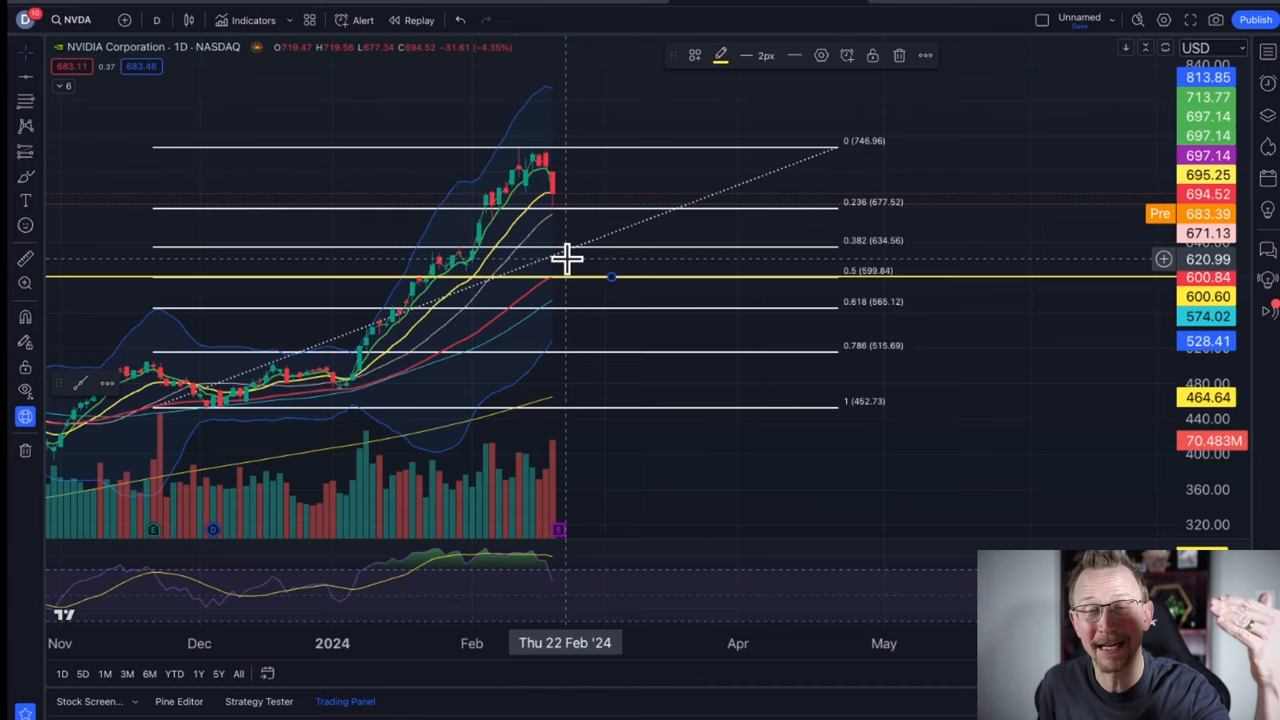 D 10 NVDA D Indicators Alert Replay Unnamed Save Publish
NVIDIA Corporation · 1D · NASDAQ O719.47 H719.56 L677.34 C694.52 -31.61 (-4.35%)
683.11 0.37 683.48
6
2px
USD
840.00
813.85
713.77
697.14
697.14
697.14
695.25
694.52
Pre 683.39
671.13
620.99
600.84
600.60
574.02
528.41
480.00
464.64
440.00
70.483M
400.00
360.00
320.00
0 (746.96)
0.236 (677.52)
0.382 (634.56)
0.5 (599.84)
0.618 (565.12)
0.786 (515.69)
1 (452.73)
E D E
Nov Dec 2024 Feb Thu 22 Feb '24 Apr May
1D 5D 1M 3M 6M YTD 1Y 5Y All
Stock Screen... Pine Editor Strategy Tester Trading Panel